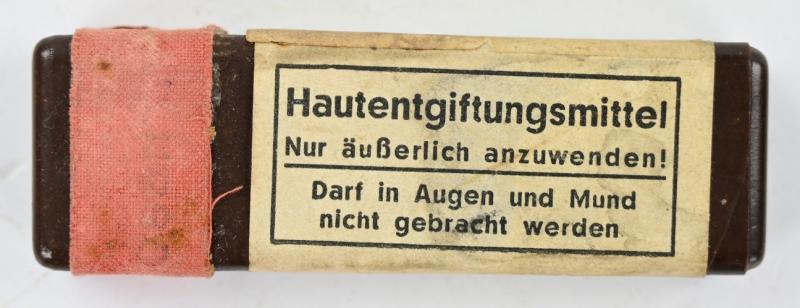 Hautentgiftungsmittel
Nur äußerlich anzuwenden!
Darf in Augen und Mund
nicht gebracht werden